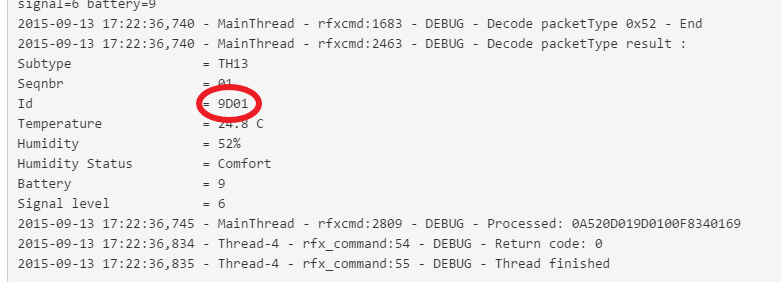 signal=6 battery=9
2015-09-13 17:22:36,740 - MainThread - rfxcmd:1683 - DEBUG - Decode packetType 0x52 - End
2015-09-13 17:22:36,740 - MainThread - rfxcmd:2463 - DEBUG - Decode packetType result :
Subtype = TH13
Seqnbr = 01
Id = 9D01
Temperature = 24.8 C
Humidity = 52%
Humidity Status = Comfort
Battery = 9
Signal level = 6
2015-09-13 17:22:36,745 - MainThread - rfxcmd:2809 - DEBUG - Processed: 0A520D019D0100F8340169
2015-09-13 17:22:36,834 - Thread-4 - rfx_command:54 - DEBUG - Return code: 0
2015-09-13 17:22:36,835 - Thread-4 - rfx_command:55 - DEBUG - Thread finished